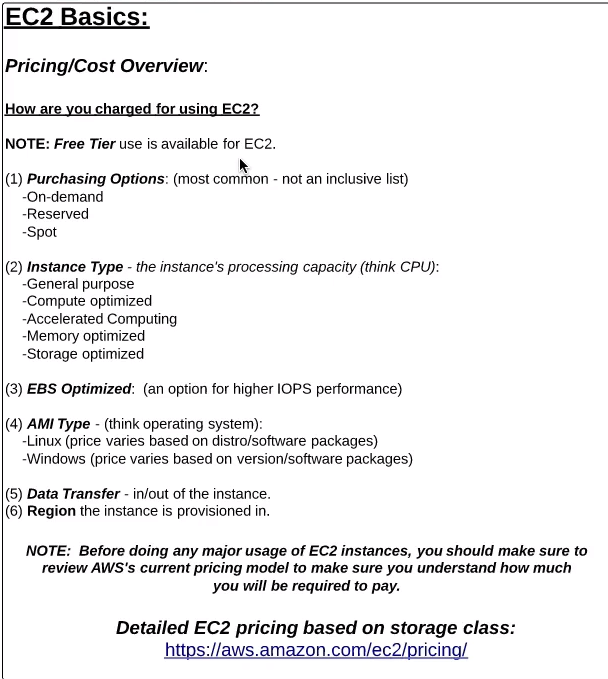 EC2 Basics:
Pricing/Cost Overview:
How are you charged for using EC2?
NOTE: Free Tier use is available for EC2.
(1) Purchasing Options: (most common - not an inclusive list)
-On-demand
-Reserved
-Spot
(2) Instance Type - the instance's processing capacity (think CPU):
-General purpose
-Compute optimized
-Accelerated Computing
-Memory optimized
-Storage optimized
(3) EBS Optimized:  (an option for higher IOPS performance)
(4) AMI Type - (think operating system):
-Linux (price varies based on distro/software packages)
-Windows (price varies based on version/software packages)
(5) Data Transfer - in/out of the instance.
(6) Region the instance is provisioned in.
NOTE:  Before doing any major usage of EC2 instances, you should make sure to
review AWS's current pricing model to make sure you understand how much
you will be required to pay.
Detailed EC2 pricing based on storage class:
https://aws.amazon.com/ec2/pricing/